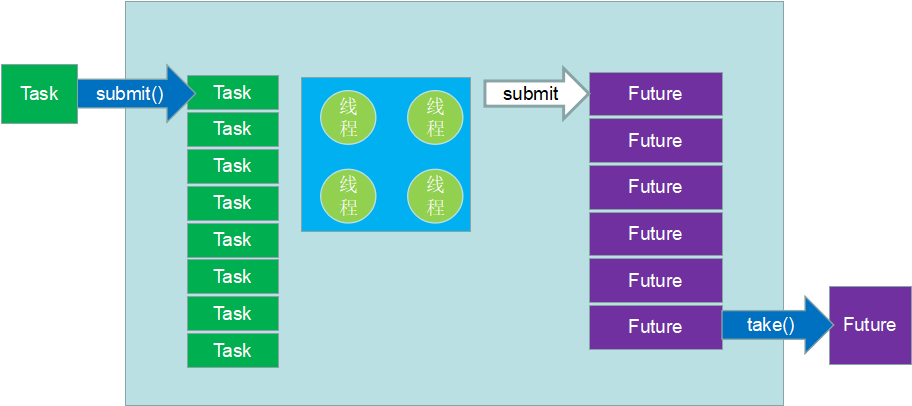 Task
submit()
Task
Task
Task
Task
Task
Task
Task
Task
线
程
线
程
线
程
线
程
submit
Future
Future
Future
Future
Future
Future
take()
Future